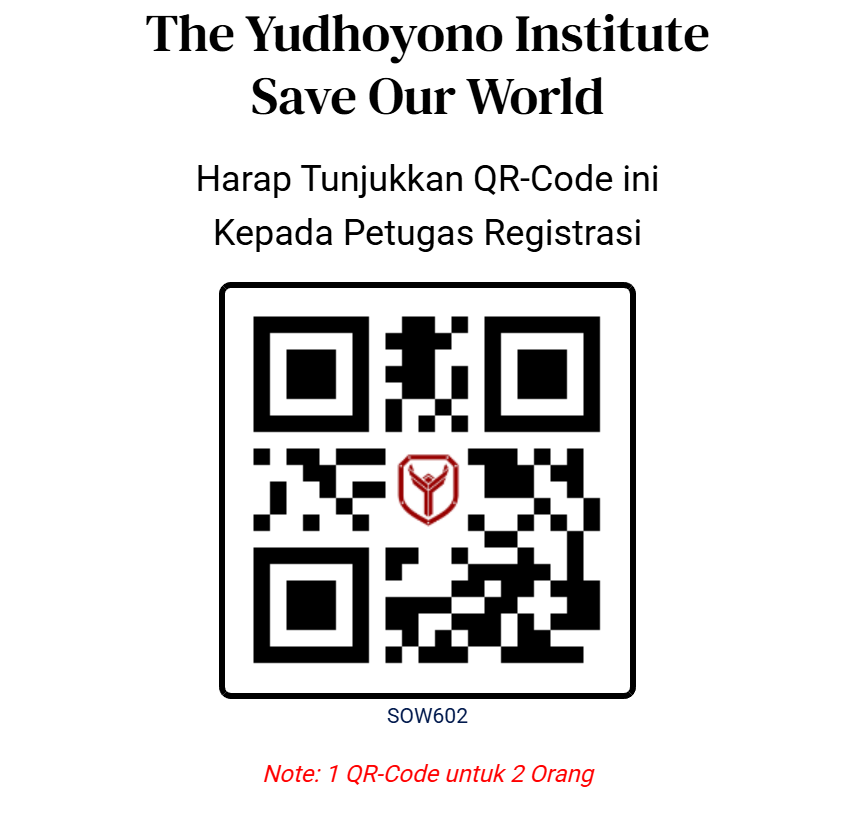 The Yudhoyono Institute
Save Our World
Harap Tunjukkan QR-Code ini
Kepada Petugas Registrasi
SOW602
Note: 1 QR-Code untuk 2 Orang